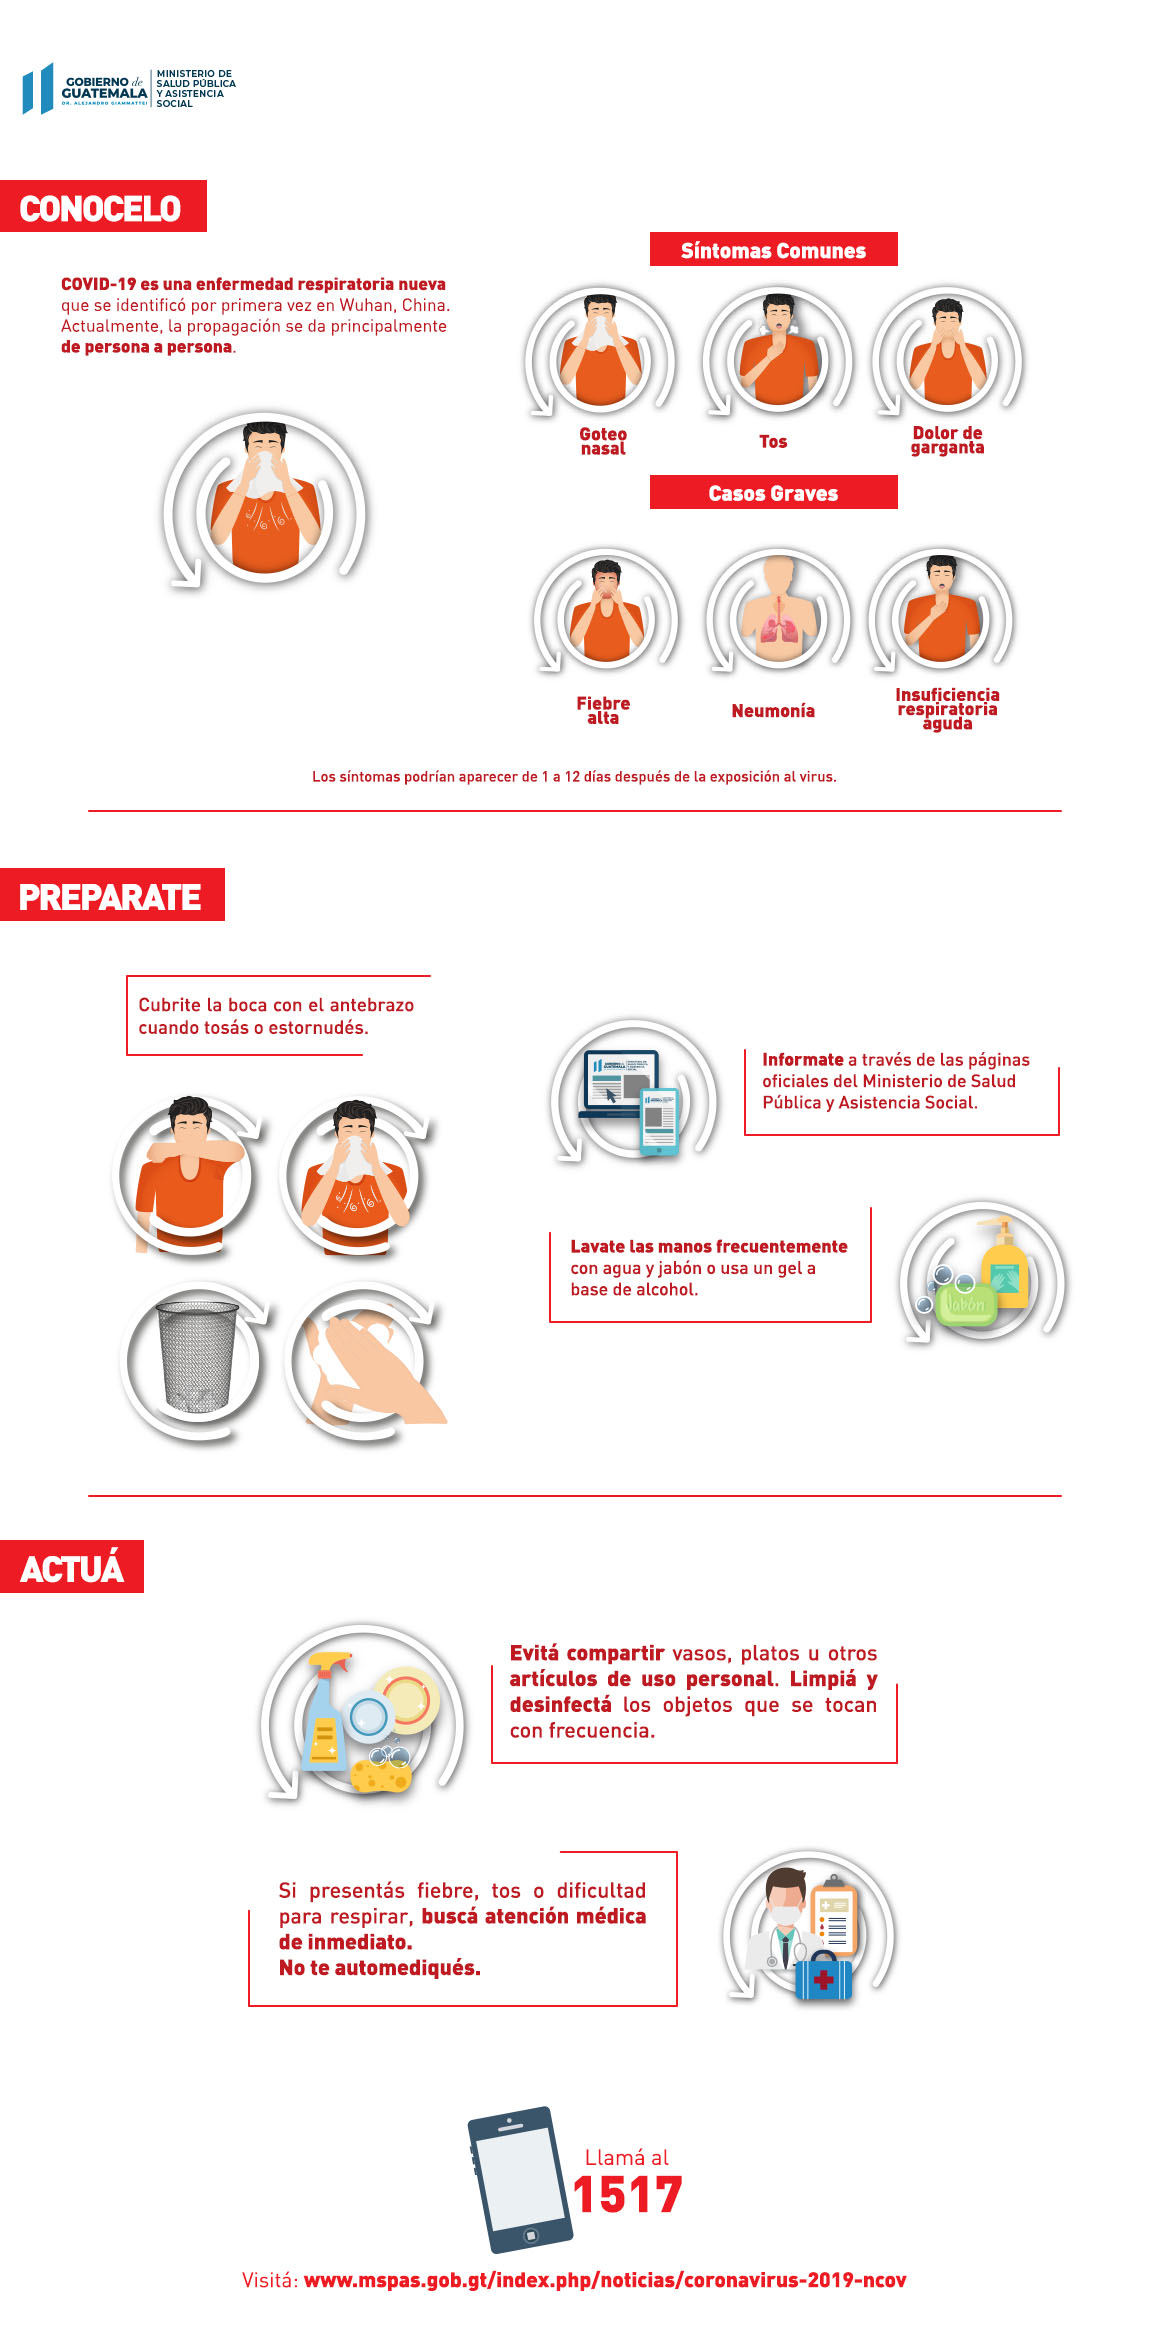 GOBIERNO de
GUATEMALA
DR. ALEJANDRO GIAMMATTEI
MINISTERIO DE
SALUD PÚBLICA
Y ASISTENCIA
SOCIAL
CONOCELO
COVID-19 es una enfermedad respiratoria nueva
que se identificó por primera vez en Wuhan, China.
Actualmente, la propagación se da principalmente
de persona a persona.
Síntomas Comunes
Goteo
nasal
Tos
Dolor de
garganta
Casos Graves
Fiebre
alta
Neumonía
Insuficiencia
respiratoria
aguda
Los síntomas podrían aparecer de 1 a 12 días después de la exposición al virus.
PREPARATE
Cubrite la boca con el antebrazo
cuando tosás o estornudés.
Informate a través de las páginas
oficiales del Ministerio de Salud
Pública y Asistencia Social.
Lavate las manos frecuentemente
con agua y jabón o usa un gel a
base de alcohol.
Jabón
ACTUÁ
Evitá compartir vasos, platos u otros
artículos de uso personal. Limpiá y
desinfectá los objetos que se tocan
con frecuencia.
Si presentás fiebre, tos o dificultad
para respirar, buscá atención médica
de inmediato.
No te automediqués.
Llamá al
1517
Visitá: www.mspas.gob.gt/index.php/noticias/coronavirus-2019-ncov